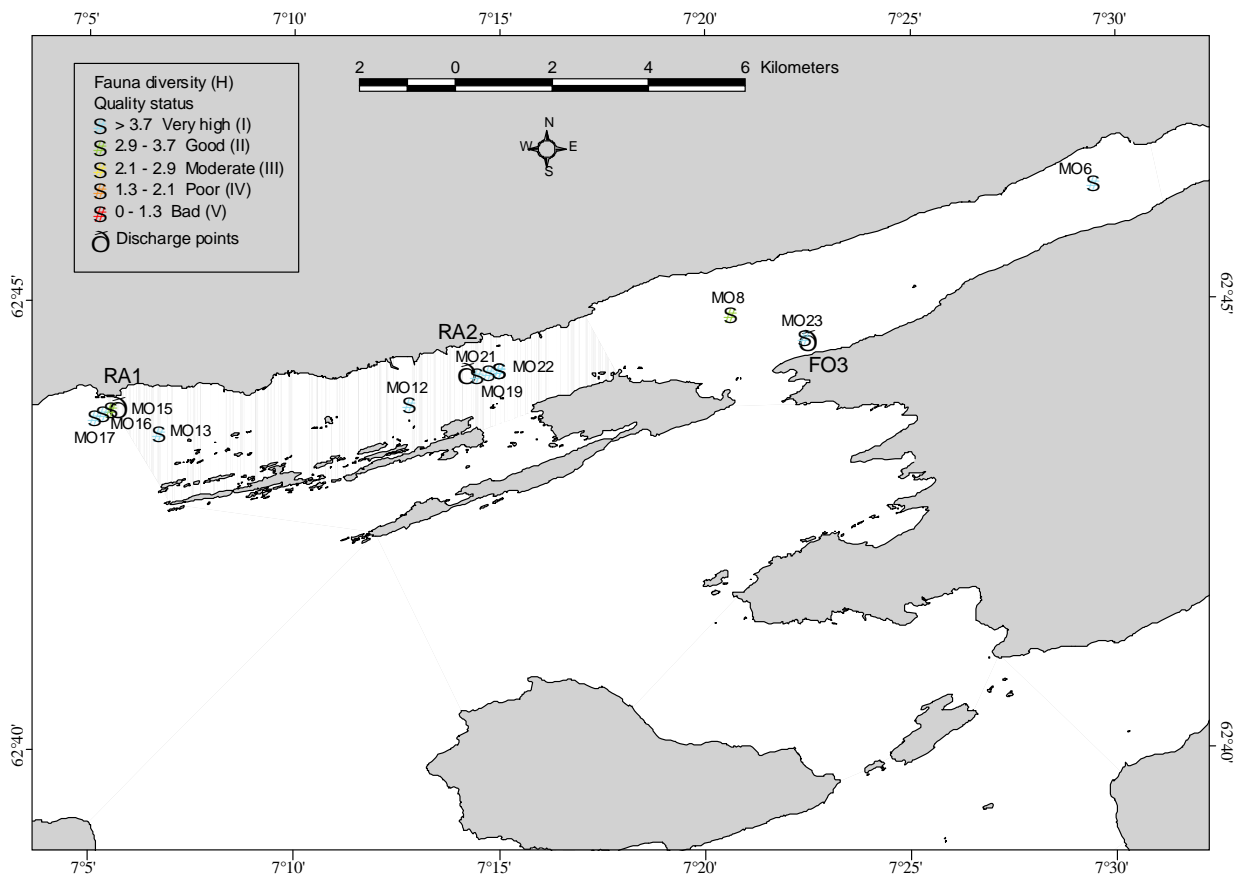 7°5' 7°10' 7°15' 7°20' 7°25' 7°30'
2 0 2 4 6 Kilometers
Fauna diversity (H)
Quality status
S > 3.7 Very high (I)
S 2.9 - 3.7 Good (II)
S 2.1 - 2.9 Moderate (III)
S 1.3 - 2.1 Poor (IV)
S 0 - 1.3 Bad (V)
Discharge points
N
W E
S
MO6
62°45' 62°45'
MO8
MO23
FO3
RA2
MO21
MO22
MO19
MO12
RA1
MO15
MO16
MO17
MO13
62°40' 62°40'
7°5' 7°10' 7°15' 7°20' 7°25' 7°30'